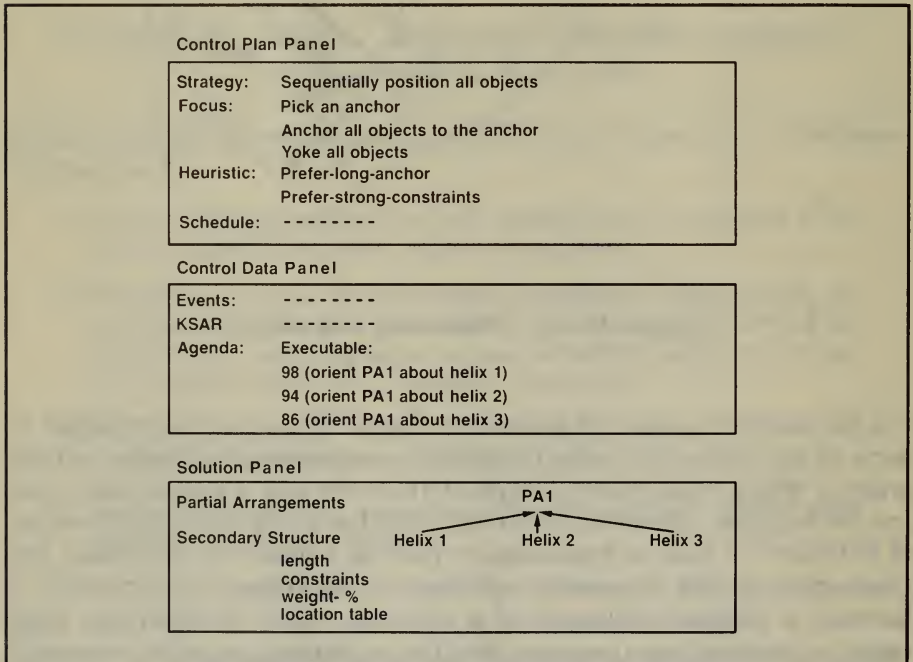 Control Plan Panel
Strategy: Sequentially position all objects
Focus: Pick an anchor
Anchor all objects to the anchor
Yoke all objects
Heuristic: Prefer-long-anchor
Prefer-strong-constraints
Schedule: - - - - - - - -
Control Data Panel
Events: - - - - - - - -
KSAR - - - - - - - -
Agenda: Executable:
98 (orient PA1 about helix 1)
94 (orient PA1 about helix 2)
86 (orient PA1 about helix 3)
Solution Panel
Partial Arrangements PA1
Secondary Structure Helix 1 Helix 2 Helix 3
length
constraints
weight- %
location table